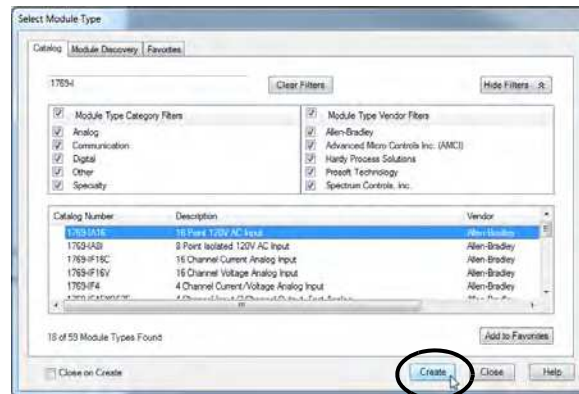 Select Module Type
Catalog Module Discovery Favorites
1769-I Clear Filters Hide Filters
Module Type Category Filters
Analog
Communication
Digital
Other
Specialty
Module Type Vendor Filters
Allen-Bradley
Advanced Micro Controls Inc. (AMCI)
Hardy Process Solutions
Prosoft Technology
Spectrum Controls, Inc.
Catalog Number Description Vendor
1769-IA16 16 Point 120V AC Input Allen-Bradley
1769-IA8I 8 Point Isolated 120V AC Input Allen-Bradley
1769-IF16C 16 Channel Current Analog Input Allen-Bradley
1769-IF16V 16 Channel Voltage Analog Input Allen-Bradley
1769-IF4 4 Channel Current/Voltage Analog Input Allen-Bradley
18 of 59 Module Types Found Add to Favorites
Close on Create Create Close Help